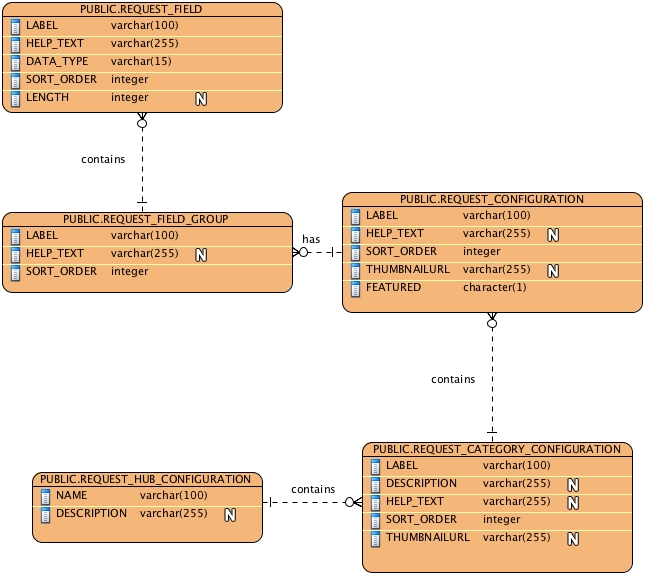 PUBLIC.REQUEST_FIELD
LABEL varchar(100)
HELP_TEXT varchar(255)
DATA_TYPE varchar(15)
SORT_ORDER integer
LENGTH integer N
contains
PUBLIC.REQUEST_FIELD_GROUP
LABEL varchar(100)
HELP_TEXT varchar(255) N
SORT_ORDER integer
has
PUBLIC.REQUEST_CONFIGURATION
LABEL varchar(100)
HELP_TEXT varchar(255) N
SORT_ORDER integer
THUMBNAILURL varchar(255) N
FEATURED character(1)
contains
PUBLIC.REQUEST_CATEGORY_CONFIGURATION
LABEL varchar(100)
DESCRIPTION varchar(255) N
HELP_TEXT varchar(255) N
SORT_ORDER integer
THUMBNAILURL varchar(255) N
contains
PUBLIC.REQUEST_HUB_CONFIGURATION
NAME varchar(100)
DESCRIPTION varchar(255) N